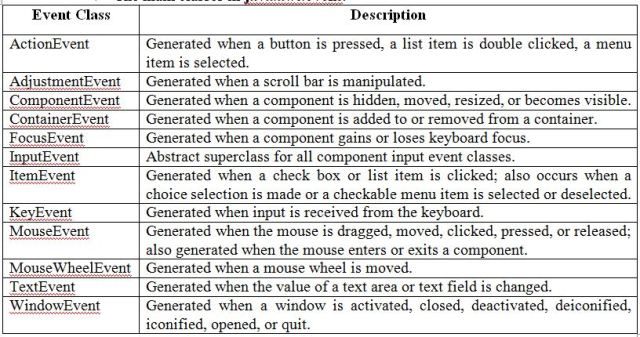 The main classes in java.awt.event:
Event Class Description
ActionEvent Generated when a button is pressed, a list item is double clicked, a menu
item is selected.
AdjustmentEvent Generated when a scroll bar is manipulated.
ComponentEvent Generated when a component is hidden, moved, resized, or becomes visible.
ContainerEvent Generated when a component is added to or removed from a container.
FocusEvent Generated when a component gains or loses keyboard focus.
InputEvent Abstract superclass for all component input event classes.
ItemEvent Generated when a check box or list item is clicked; also occurs when a
choice selection is made or a checkable menu item is selected or deselected.
KeyEvent Generated when input is received from the keyboard.
MouseEvent Generated when the mouse is dragged, moved, clicked, pressed, or released;
also generated when the mouse enters or exits a component.
MouseWheelEvent Generated when a mouse wheel is moved.
TextEvent Generated when the value of a text area or text field is changed.
WindowEvent Generated when a window is activated, closed, deactivated, deiconified,
iconified, opened, or quit.